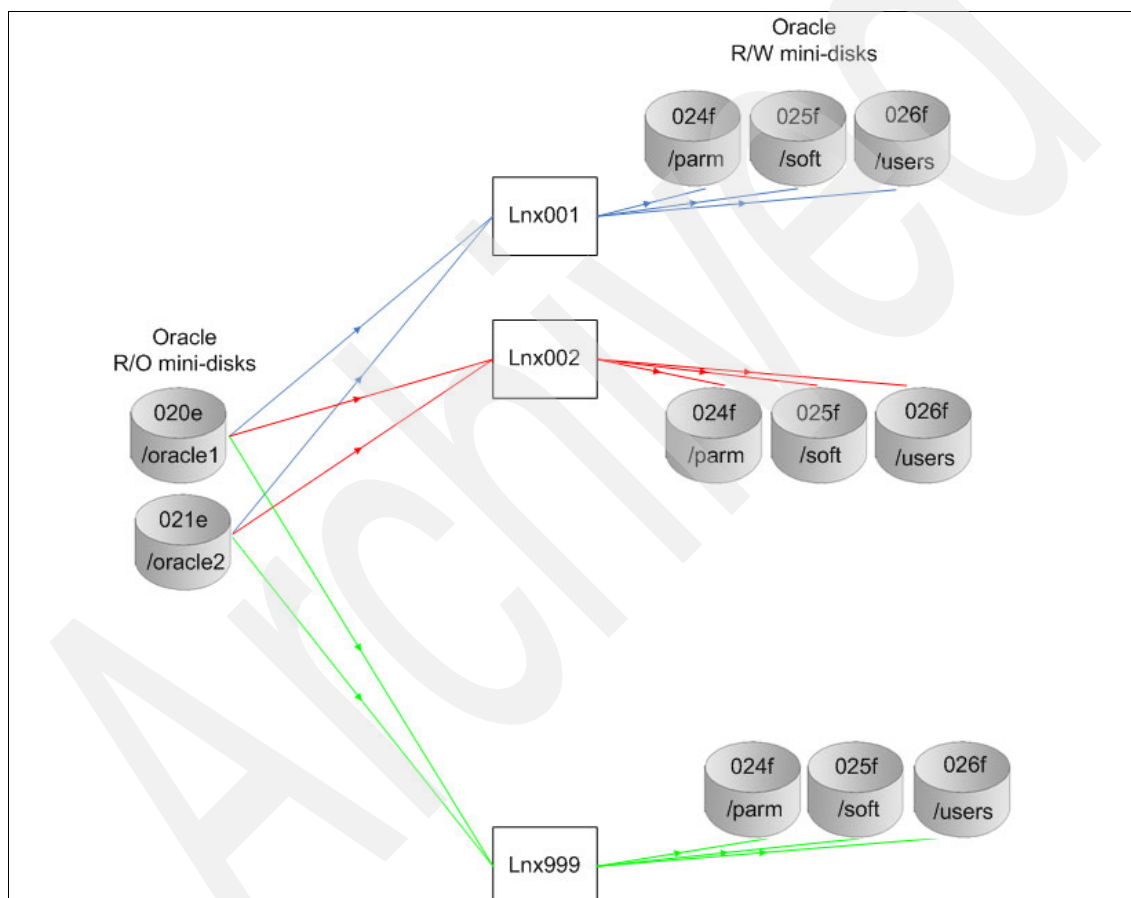 Oracle
R/W mini-disks
024f
025f
026f
/parm
/soft
/users
Lnx001
Oracle
R/O mini-disks
Lnx002
020e
/oracle1
024f
025f
026f
/parm
/soft
/users
021e
/oracle2
024f
025f
026f
/parm
/soft
/users
Lnx999
Archived